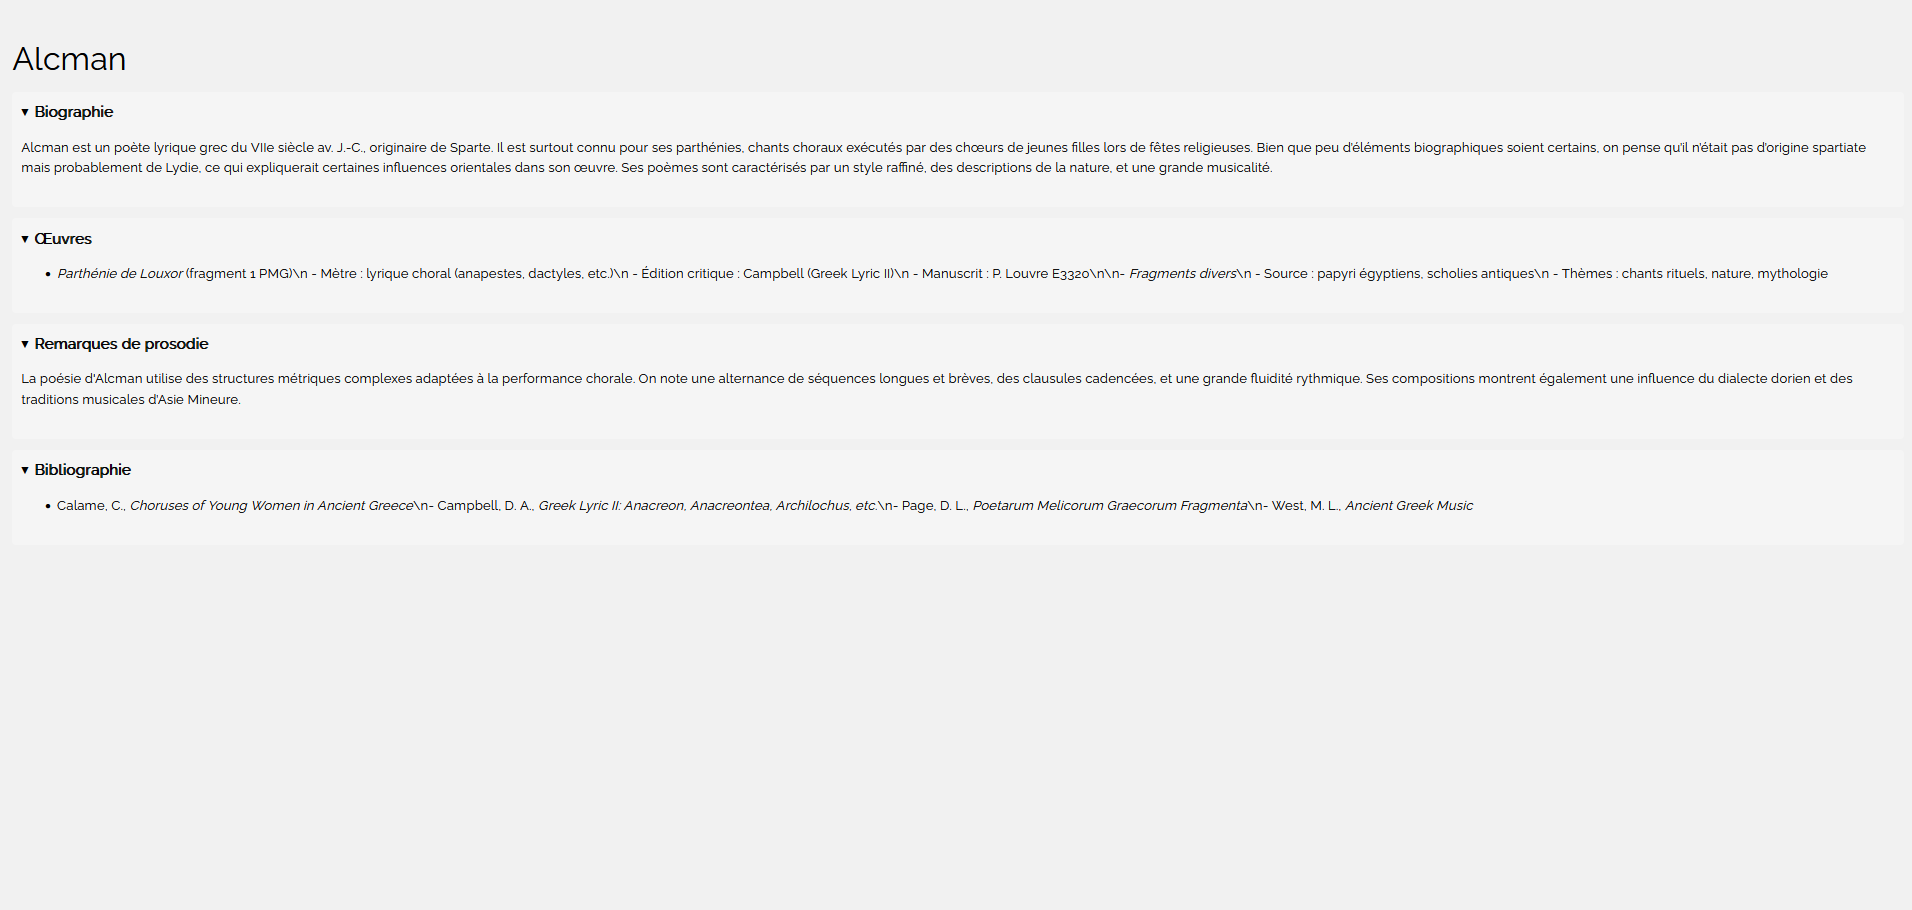 Alcman
▾ Biographie
Alcman est un poète lyrique grec du VIIe siècle av. J.-C., originaire de Sparte. Il est surtout connu pour ses parthénies, chants choraux exécutés par des chœurs de jeunes filles lors de fêtes religieuses. Bien que peu d'éléments biographiques soient certains, on pense qu'il n'était pas d'origine spartiate
mais probablement de Lydie, ce qui expliquerait certaines influences orientales dans son œuvre. Ses poèmes sont caractérisés par un style raffiné, des descriptions de la nature, et une grande musicalité.
▾ Œuvres
• Parthénie de Louxor (fragment 1 PMG)\n - Mètre : lyrique choral (anapestes, dactyles, etc.)\n - Édition critique : Campbell (Greek Lyric II)\n - Manuscrit : P. Louvre E3320\n\n- Fragments divers\n - Source : papyri égyptiens, scholies antiques\n - Thèmes : chants rituels, nature, mythologie
▾ Remarques de prosodie
La poésie d'Alcman utilise des structures métriques complexes adaptées à la performance chorale. On note une alternance de séquences longues et brèves, des clausules cadencées, et une grande fluidité rythmique. Ses compositions montrent également une influence du dialecte dorien et des
traditions musicales d'Asie Mineure.
▾ Bibliographie
• Calame, C., Choruses of Young Women in Ancient Greece\n- Campbell, D. A., Greek Lyric II: Anacreon, Anacreontea, Archilochus, etc.\n- Page, D. L., Poetarum Melicorum Graecorum Fragmenta\n- West, M. L., Ancient Greek Music